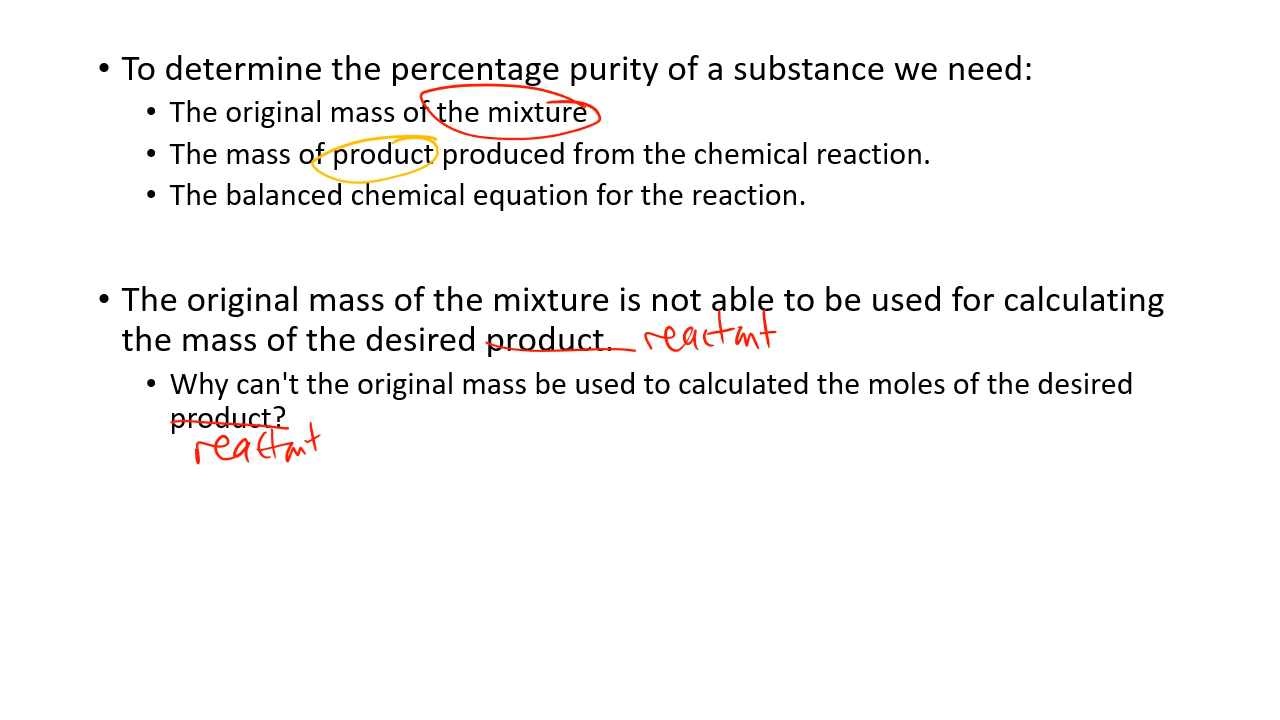 • To determine the percentage purity of a substance we need:
• The original mass of the mixture
• The mass of product produced from the chemical reaction.
• The balanced chemical equation for the reaction.
• The original mass of the mixture is not able to be used for calculating
the mass of the desired product. reactant
• Why can't the original mass be used to calculated the moles of the desired
product?
reactant